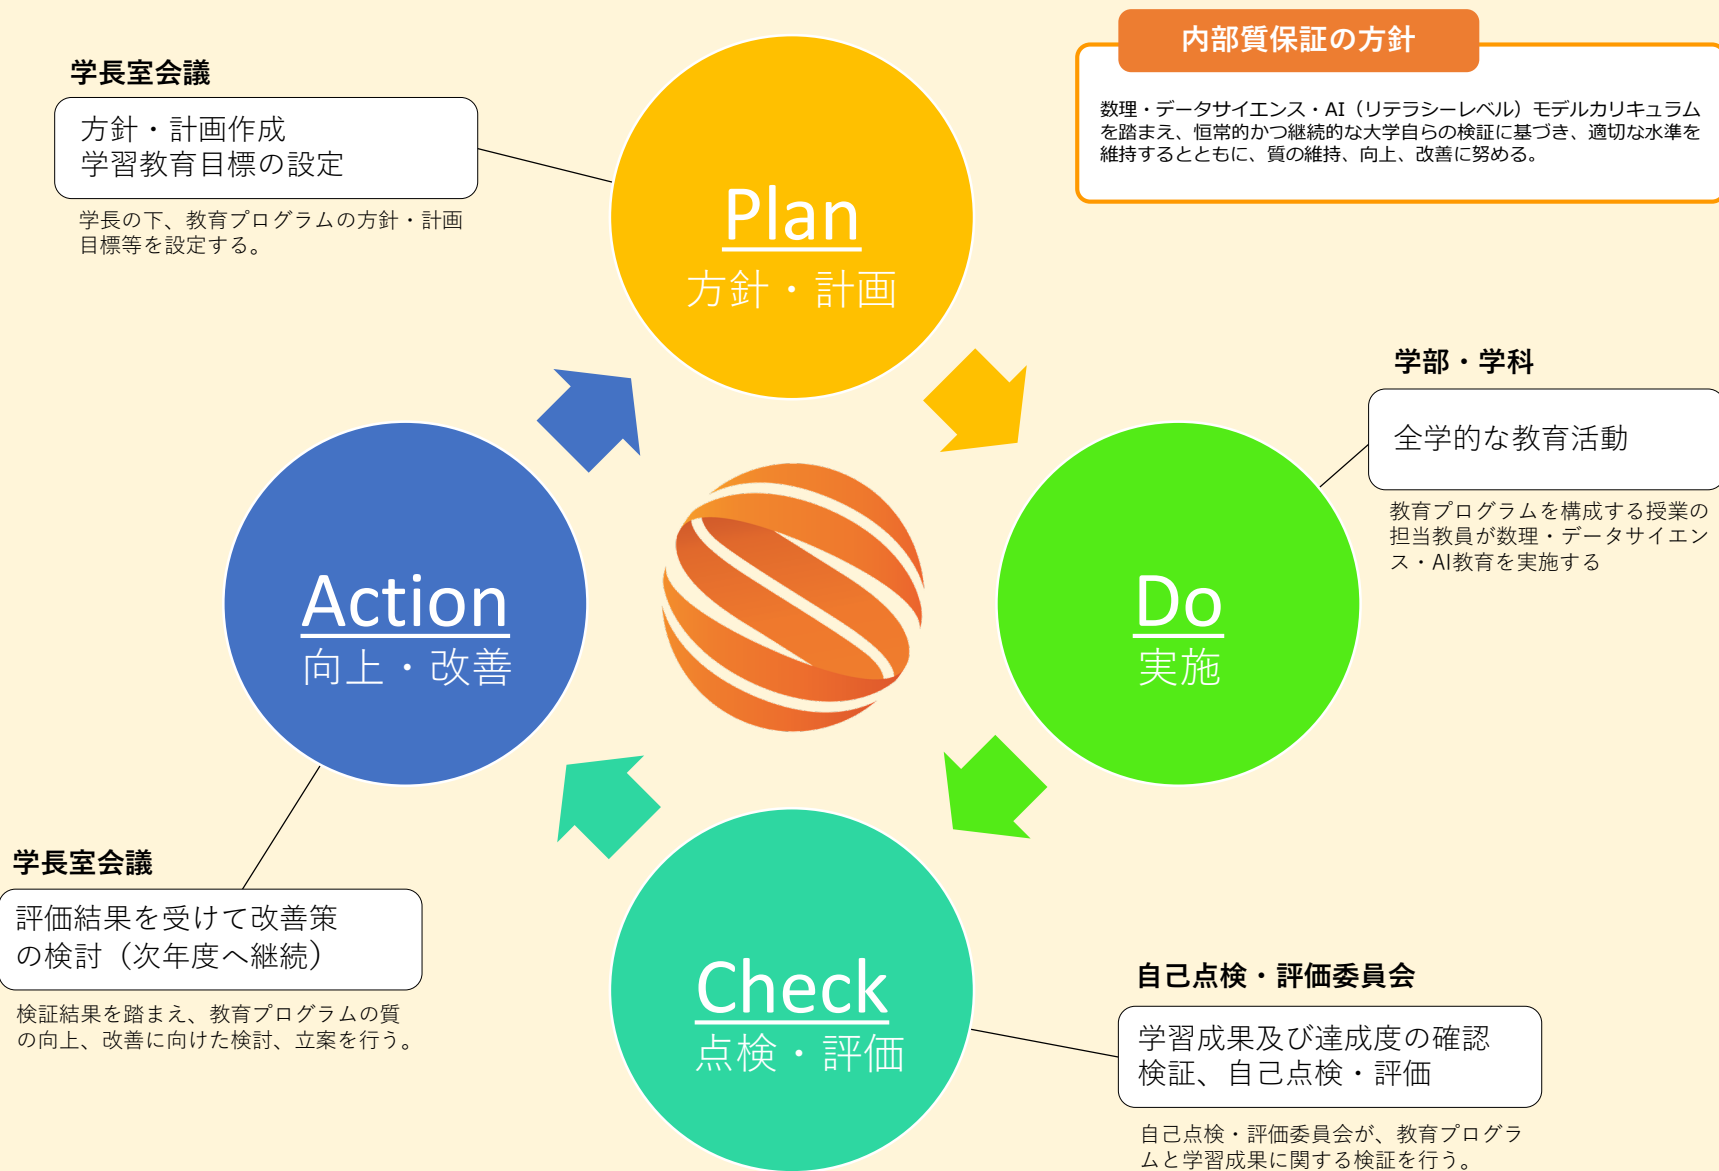 内部質保証の方針
数理・データサイエンス・AI（リテラシーレベル）モデルカリキュラム
を踏まえ、恒常的かつ継続的な大学自らの検証に基づき、適切な水準を
維持するとともに、質の維持、向上、改善に努める。
学長室会議
方針・計画作成
学習教育目標の設定
学長の下、教育プログラムの方針・計画
目標等を設定する。
Plan
方針・計画
学部・学科
全学的な教育活動
教育プログラムを構成する授業の
担当教員が数理・データサイエン
ス・AI教育を実施する
Do
実施
Action
向上・改善
学長室会議
評価結果を受けて改善策
の検討（次年度へ継続）
検証結果を踏まえ、教育プログラムの質
の向上、改善に向けた検討、立案を行う。
Check
点検・評価
自己点検・評価委員会
学習成果及び達成度の確認
検証、自己点検・評価
自己点検・評価委員会が、教育プログラ
ムと学習成果に関する検証を行う。